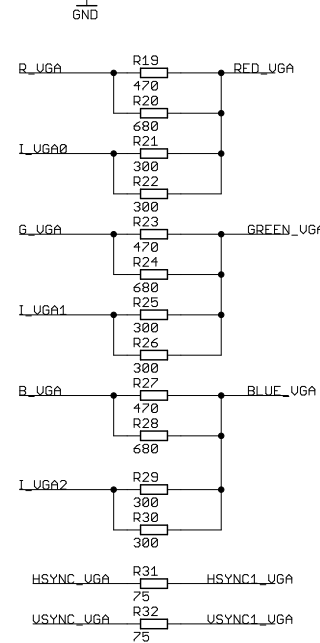 GND
R_VGA R19 RED_VGA
470
R20
680
I_VGA0 R21
300
R22
300
G_VGA R23 GREEN_VGA
470
R24
680
I_VGA1 R25
300
R26
300
B_VGA R27 BLUE_VGA
470
R28
680
I_VGA2 R29
300
R30
300
HSYNC_VGA R31 HSYNC1_VGA
75
VSYNC_VGA R32 VSYNC1_VGA
75